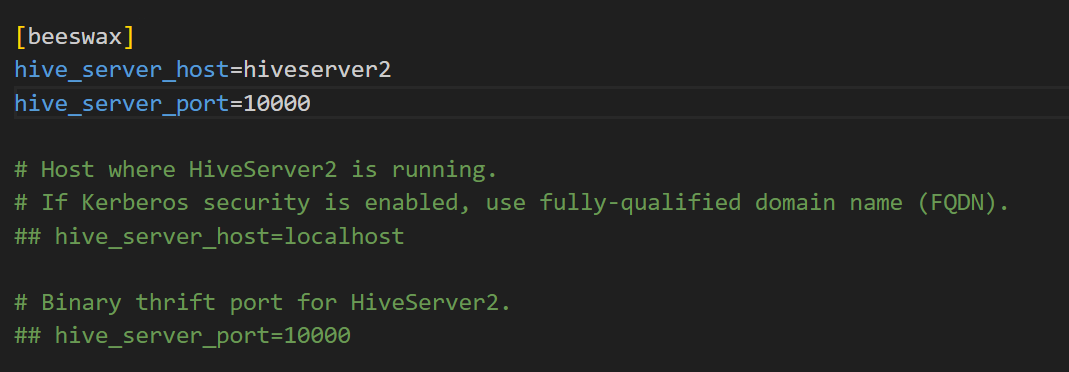 [beeswax]
hive_server_host=hiveserver2
hive_server_port=10000
# Host where HiveServer2 is running.
# If Kerberos security is enabled, use fully-qualified domain name (FQDN).
## hive_server_host=localhost
# Binary thrift port for HiveServer2.
## hive_server_port=10000